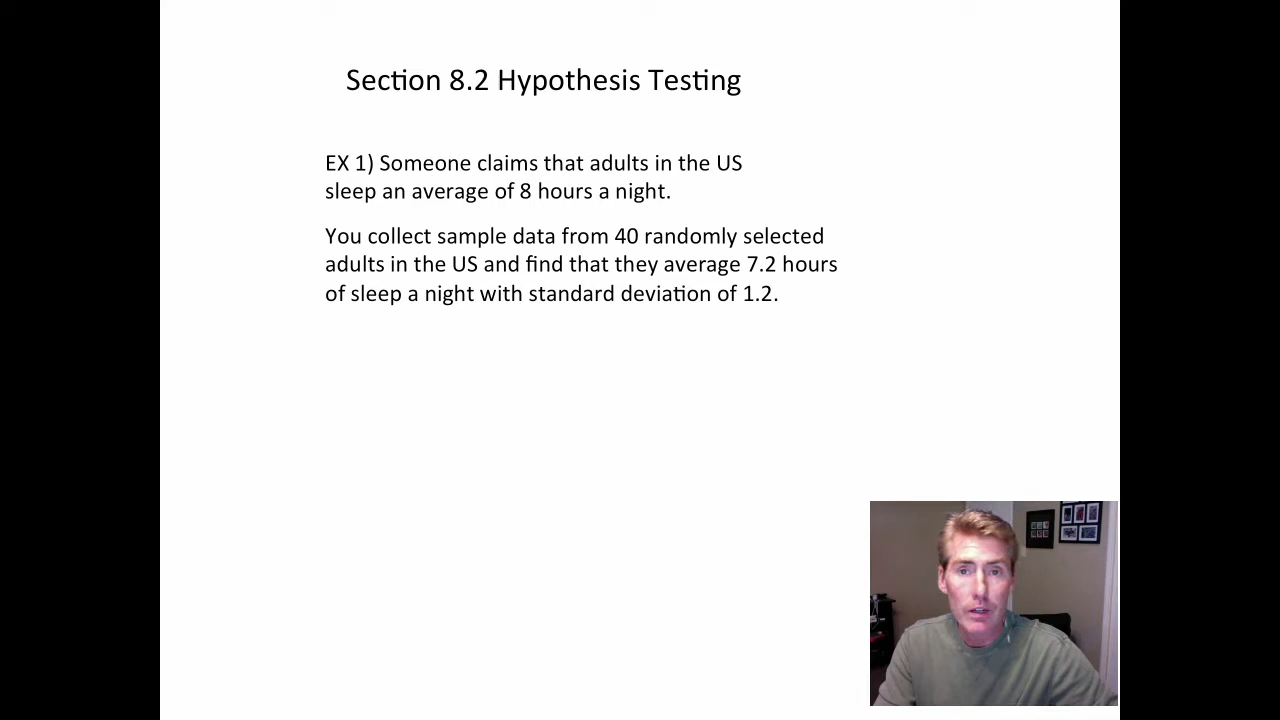 Section 8.2 Hypothesis Testing
EX 1) Someone claims that adults in the US
sleep an average of 8 hours a night.
You collect sample data from 40 randomly selected
adults in the US and find that they average 7.2 hours
of sleep a night with standard deviation of 1.2.